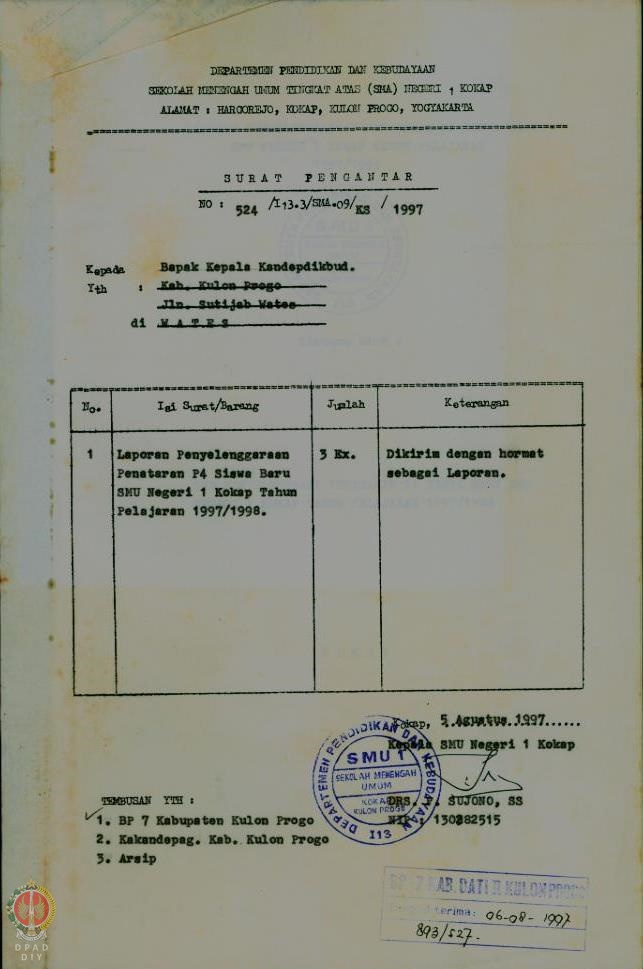 DEPARTEMEN PENDIDIKAN DAN KEBUDAYAAN
SEKOLAH MENENGAH UMUM TINGKAT ATAS (SMA) NEGERI 1 KOKAP
ALAMAT : HARGOREJO, KOKAP, KULON PROGO, YOGYAKARTA
SURAT PENGANTAR
NO : 524 /I13.3/SMA.09/KS / 1997
Kepada Bapak Kepala Kandepdikbud.
Yth : Kab. Kulon Progo
Jln. Sutijab Wates
di W A T E S
No. Isi Surat/Barang Jumlah Keterangan
1 Laporan Penyelenggaraan 3 Ex. Dikirim dengan hormat
Penataran P4 Siswa Baru sebagai Laporan.
SMU Negeri 1 Kokap Tahun
Pelajaran 1997/1998.
Kokap, 5 Agustus 1997......
Kepala SMU Negeri 1 Kokap
DEPARTEMEN PENDIDIKAN DAN KEBUDAYAAN
SMU 1
SEKOLAH MENENGAH
UMUM
KOKAP
KULON PROGO
I13
DRS. SUJONO, SS
NIP : 130282515
TEMBUSAN YTH :
1. BP 7 Kabupaten Kulon Progo
2. Kakandepag. Kab. Kulon Progo
3. Arsip
BP-7 KAB. DATI II KULON PROGO
terima: 06-08-1997
893/527.
DPAD
DIY